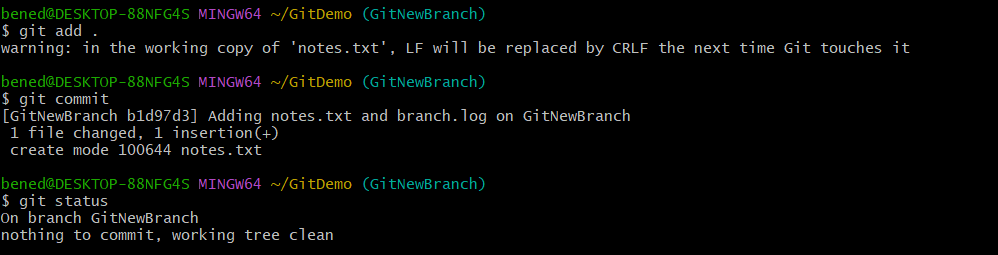 bened@DESKTOP-88NFG4S MINGW64 ~/GitDemo (GitNewBranch)
$ git add .
warning: in the working copy of 'notes.txt', LF will be replaced by CRLF the next time Git touches it
bened@DESKTOP-88NFG4S MINGW64 ~/GitDemo (GitNewBranch)
$ git commit
[GitNewBranch b1d97d3] Adding notes.txt and branch.log on GitNewBranch
1 file changed, 1 insertion(+)
create mode 100644 notes.txt
bened@DESKTOP-88NFG4S MINGW64 ~/GitDemo (GitNewBranch)
$ git status
On branch GitNewBranch
nothing to commit, working tree clean